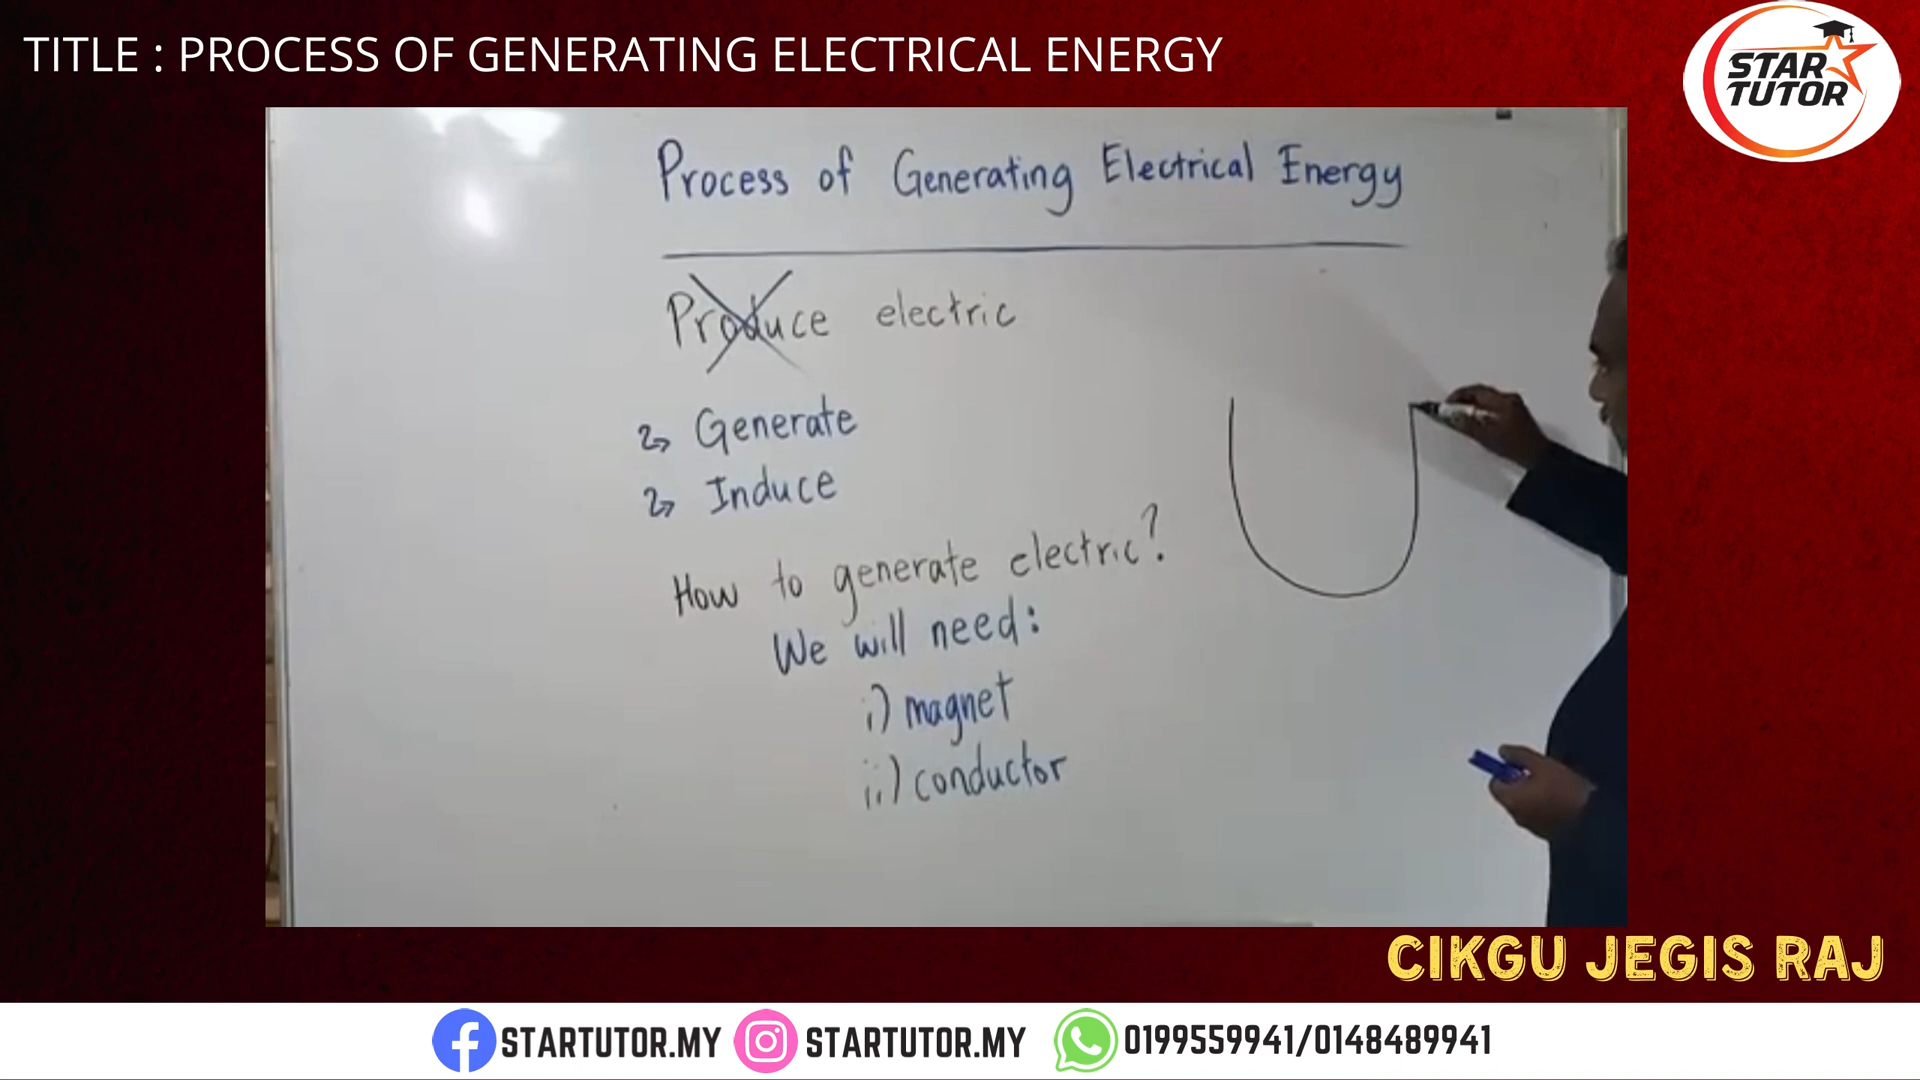 TITLE : PROCESS OF GENERATING ELECTRICAL ENERGY
STAR
TUTOR
Process of Generating Electrical Energy
Produce electric
Generate
Induce
How to generate electric?
We will need:
i) magnet
ii) conductor
CIKGU JEGIS RAJ
STARTUTOR.MY STARTUTOR.MY 0199559941/0148489941